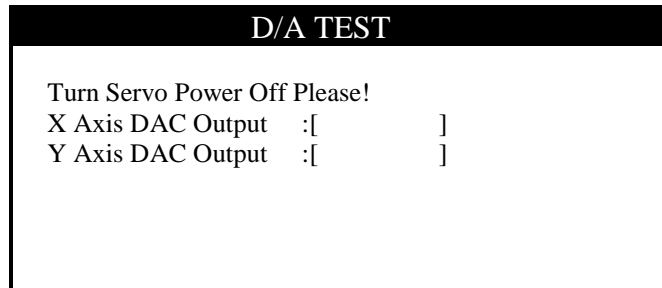 D/A TEST
Turn Servo Power Off Please!
X Axis DAC Output :[ ]
Y Axis DAC Output :[ ]